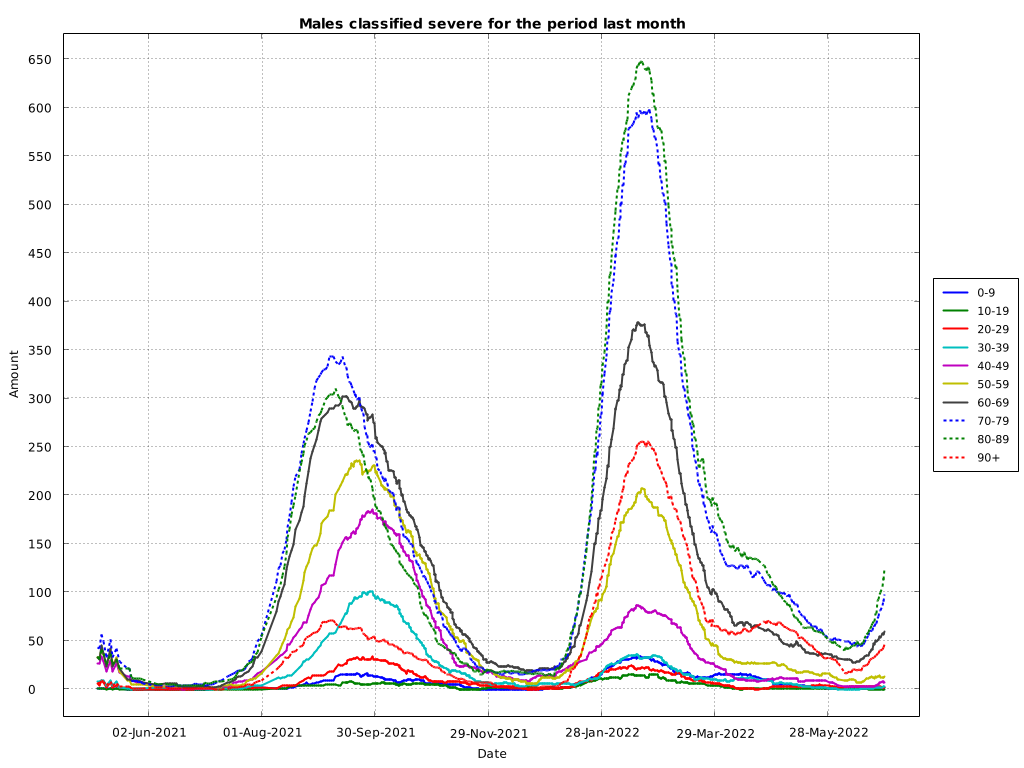 Males classified severe for the period last month
650
600
550
500
450
400
350
300
250
200
150
100
50
0
Amount
02-Jun-2021
01-Aug-2021
30-Sep-2021
29-Nov-2021
28-Jan-2022
29-Mar-2022
28-May-2022
Date
0-9
10-19
20-29
30-39
40-49
50-59
60-69
70-79
80-89
90+